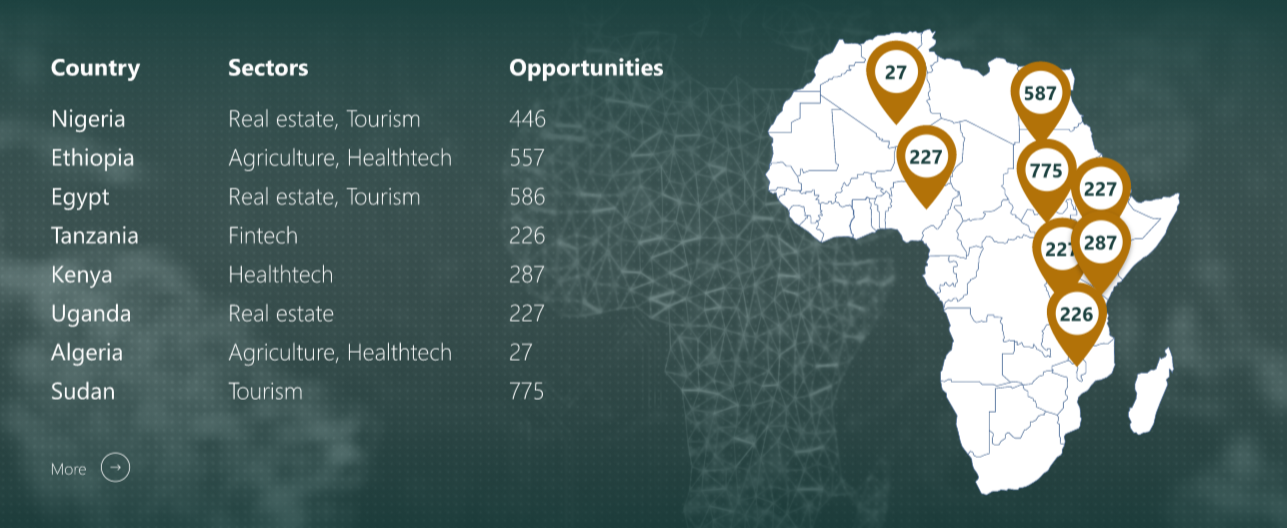 Country Sectors Opportunities
Nigeria Real estate, Tourism 446
Ethiopia Agriculture, Healthtech 557
Egypt Real estate, Tourism 586
Tanzania Fintech 226
Kenya Healthtech 287
Uganda Real estate 227
Algeria Agriculture, Healthtech 27
Sudan Tourism 775
More
27
587
227
775
227
227
287
226